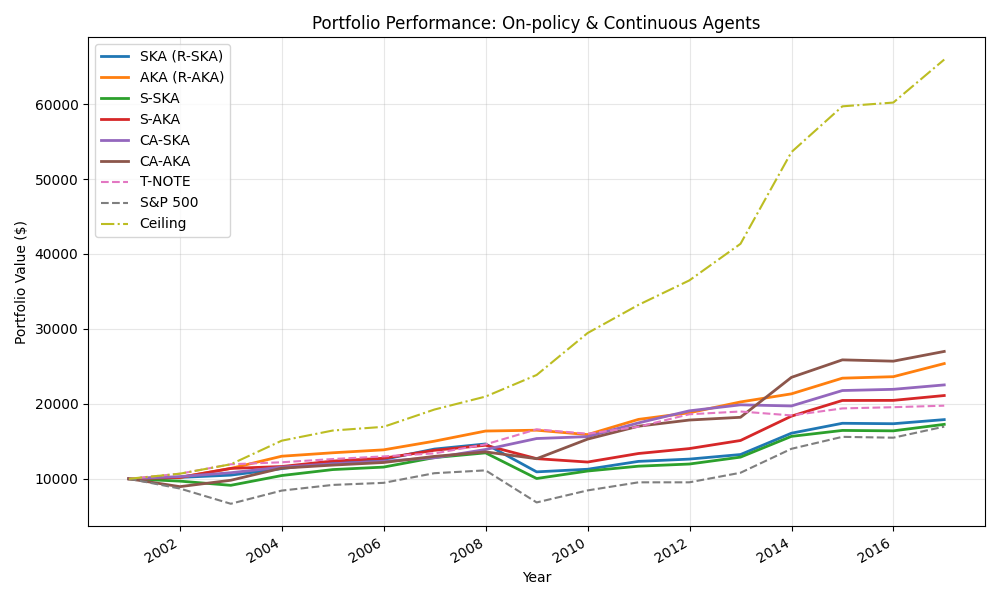 Portfolio Performance: On-policy & Continuous Agents
SKA (R-SKA)
AKA (R-AKA)
S-SKA
S-AKA
CA-SKA
CA-AKA
T-NOTE
S&P 500
Ceiling
Portfolio Value ($)
60000
50000
40000
30000
20000
10000
2002
2004
2006
2008
2010
2012
2014
2016
Year